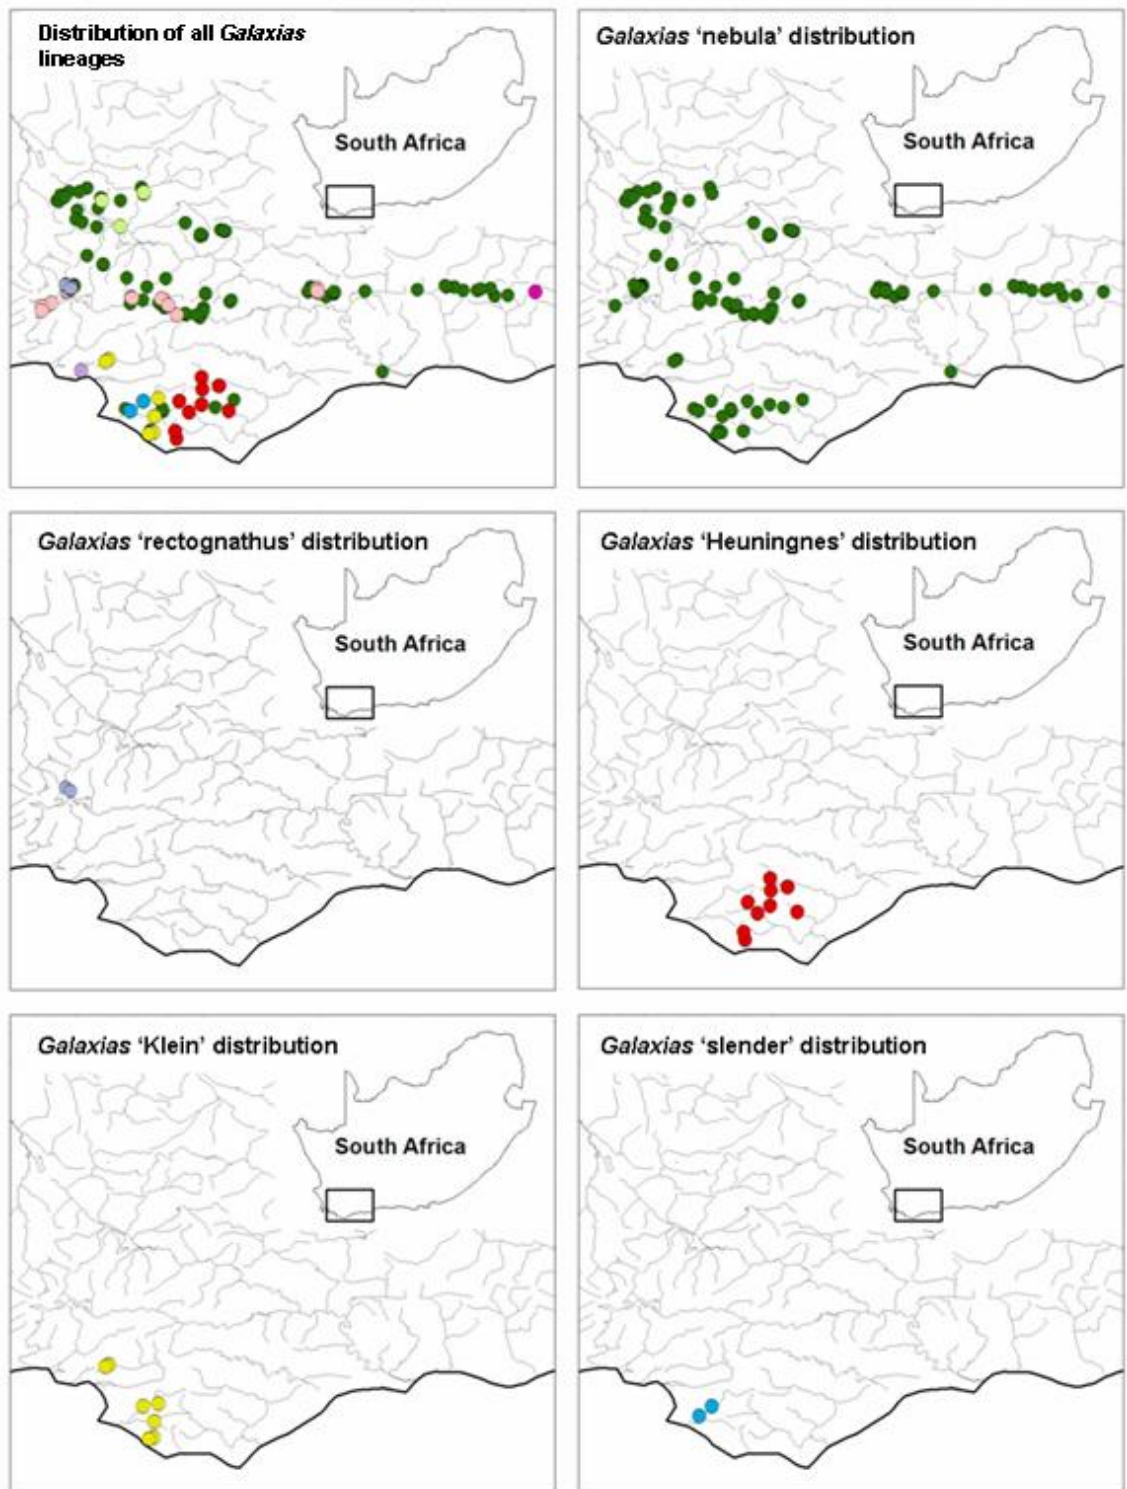 Distribution of all Galaxias
lineages
South Africa
Galaxias ‘nebula’ distribution
South Africa
Galaxias ‘rectognathus’ distribution
South Africa
Galaxias ‘Heuningnes’ distribution
South Africa
Galaxias ‘Klein’ distribution
South Africa
Galaxias ‘slender’ distribution
South Africa